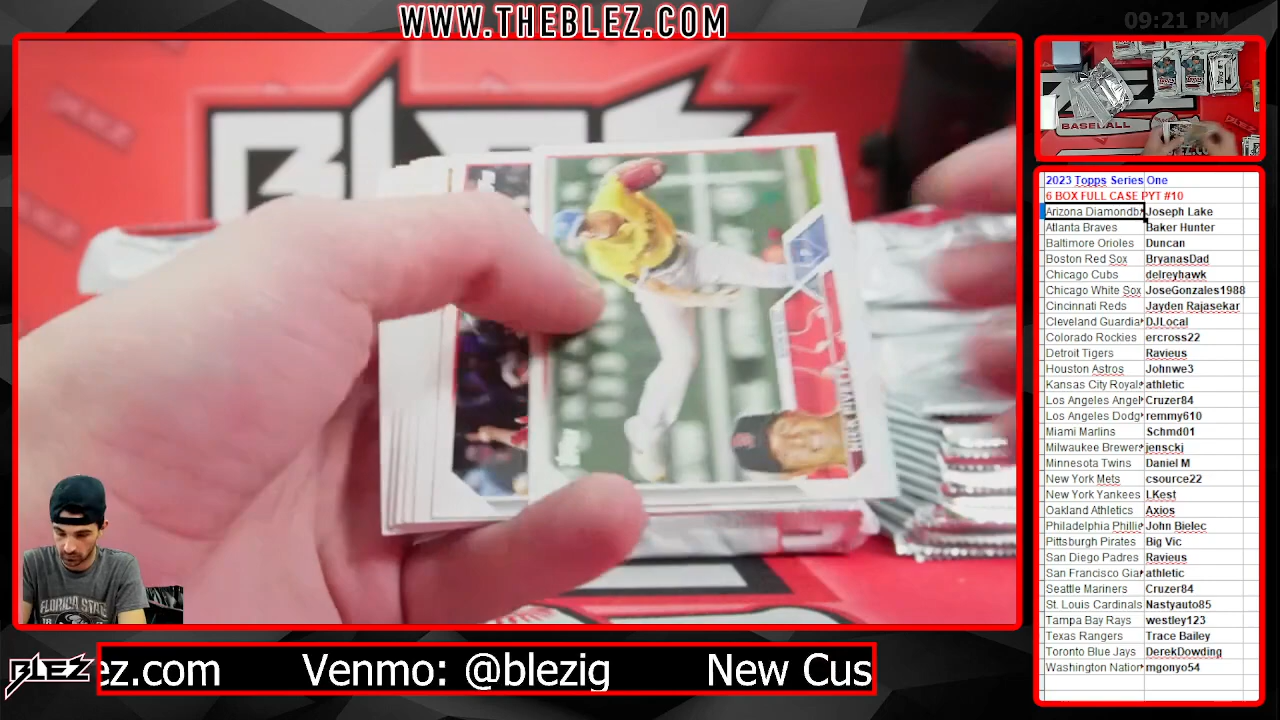 WWW.THEBLEZ.COM
09:21 PM
BLEZ
BASEBALL
2023 Topps Series One
6 BOX FULL CASE PYT #10
Arizona Diamondb Joseph Lake
Atlanta Braves Baker Hunter
Baltimore Orioles Duncan
Boston Red Sox BryanasDad
Chicago Cubs delreyhawk
Chicago White Sox JoseGonzales1988
Cincinnati Reds Jayden Rajasekar
Cleveland Guardia DJLocal
Colorado Rockies ercross22
Detroit Tigers Ravieus
Houston Astros Johnwe3
Kansas City Royal athletic
Los Angeles Angel Cruzer84
Los Angeles Dodg remmy610
Miami Marlins Schmd01
Milwaukee Brewer jensckj
Minnesota Twins Daniel M
New York Mets csource22
New York Yankees LKest
Oakland Athletics Axios
Philadelphia Phillie John Bielec
Pittsburgh Pirates Big Vic
San Diego Padres Ravieus
San Francisco Gia athletic
Seattle Mariners Cruzer84
St. Louis Cardinals Nastyauto85
Tampa Bay Rays westley123
Texas Rangers Trace Bailey
Toronto Blue Jays DerekDowding
Washington Nation mgonyo54
Topps
NICK PIVETTA
FLORIDA STATE
BLEZ
ez.com Venmo: @blezig New Cus